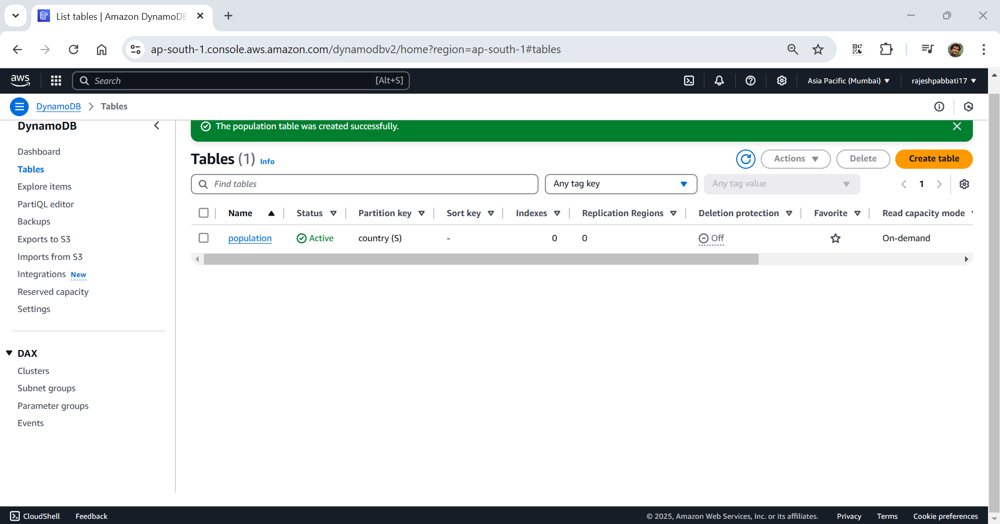 List tables | Amazon DynamoDB
ap-south-1.console.aws.amazon.com/dynamodbv2/home?region=ap-south-1#tables
aws
Search [Alt+S]
Asia Pacific (Mumbai)
rajeshpabbati17
DynamoDB
Tables
DynamoDB
The population table was created successfully.
Dashboard
Tables
Explore items
PartiQL editor
Backups
Exports to S3
Imports from S3
Integrations New
Reserved capacity
Settings
DAX
Clusters
Subnet groups
Parameter groups
Events
Tables (1) Info
Actions
Delete
Create table
Find tables
Any tag key
Any tag value
1
Name Status Partition key Sort key Indexes Replication Regions Deletion protection Favorite Read capacity mode
population Active country (S) - 0 0 Off On-demand
CloudShell Feedback © 2025, Amazon Web Services, Inc. or its affiliates. Privacy Terms Cookie preferences